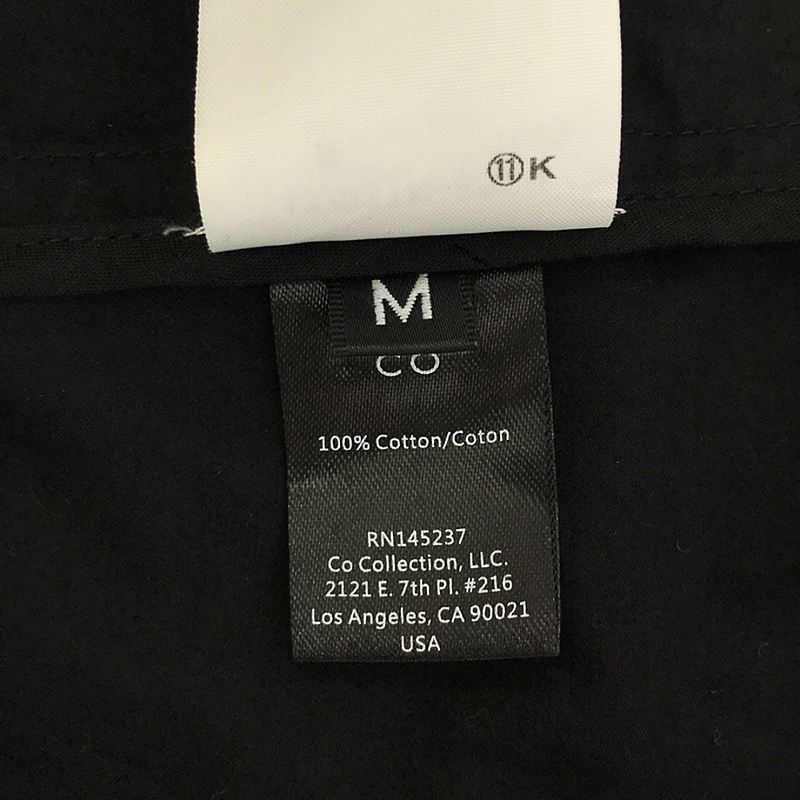 ⑪K
M
CO
100% Cotton/Coton
RN145237
Co Collection, LLC.
2121 E. 7th Pl. #216
Los Angeles, CA 90021
USA